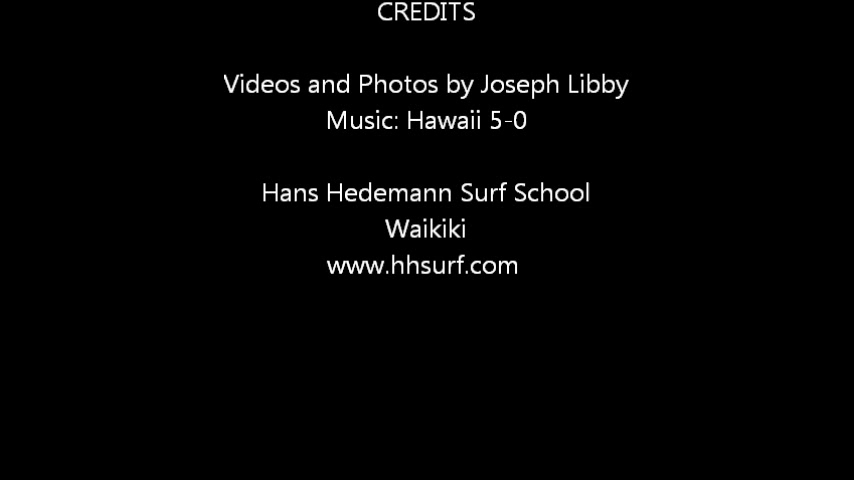 CREDITS
Videos and Photos by Joseph Libby
Music: Hawaii 5-0
Hans Hedemann Surf School
Waikiki
www.hhsurf.com